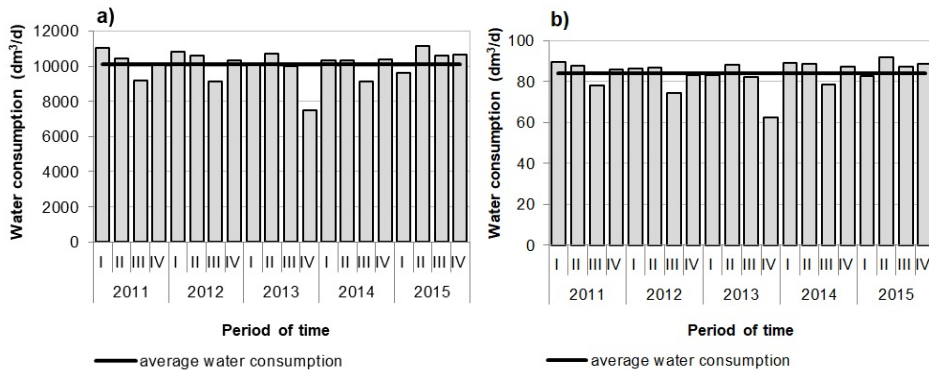 a)
Water consumption (dm³/d)
12000
10000
8000
6000
4000
2000
0
I II III IV I II III IV I II III IV I II III IV I II III IV
2011 2012 2013 2014 2015
Period of time
average water consumption
b)
Water consumption (dm³/d)
100
80
60
40
20
0
I II III IV I II III IV I II III IV I II III IV I II III IV
2011 2012 2013 2014 2015
Period of time
average water consumption